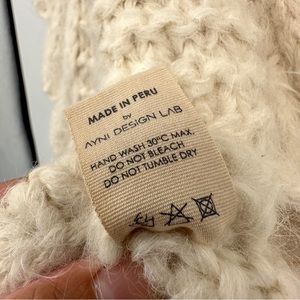 MADE IN PERU
by
AYNI DESIGN LAB
HAND WASH 30°C MAX.
DO NOT BLEACH
DO NOT TUMBLE DRY